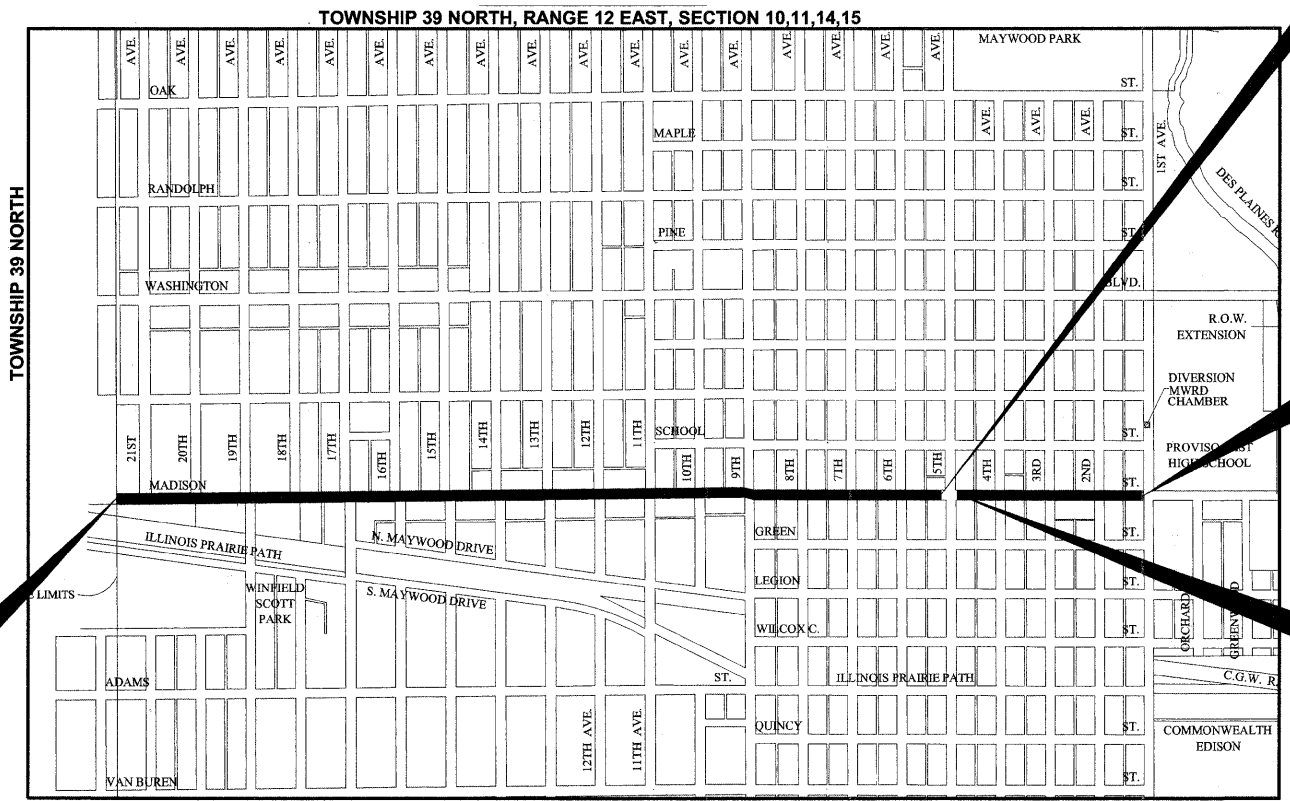 TOWNSHIP 39 NORTH, RANGE 12 EAST, SECTION 10,11,14,15
TOWNSHIP 39 NORTH
AVE. AVE. AVE. AVE. AVE. AVE. AVE. AVE. AVE. AVE. AVE. AVE. AVE. AVE. AVE. AVE. AVE.
MAYWOOD PARK
OAK ST.
AVE. AVE. AVE.
MAPLE ST.
1ST AVE.
RANDOLPH ST.
DES PLAINES
PINE ST.
WASHINGTON BLVD.
R.O.W.
EXTENSION
DIVERSION
MWRD
CHAMBER
SCHOOL ST.
21ST 20TH 19TH 18TH 17TH 16TH 15TH 14TH 13TH 12TH 11TH 10TH 9TH 8TH 7TH 6TH 5TH 4TH 3RD 2ND
PROVISO EAST
HIGH SCHOOL
MADISON ST.
GREEN ST.
ILLINOIS PRAIRIE PATH
N. MAYWOOD DRIVE
LEGION ST.
LIMITS
WINFIELD
SCOTT
PARK
S. MAYWOOD DRIVE
ORCHARD
GREENWOOD
WILCOX C. ST.
ADAMS ST.
ILLINOIS PRAIRIE PATH
C.G.W.
12TH AVE.
11TH AVE.
QUINCY ST.
COMMONWEALTH
EDISON
VAN BUREN ST.